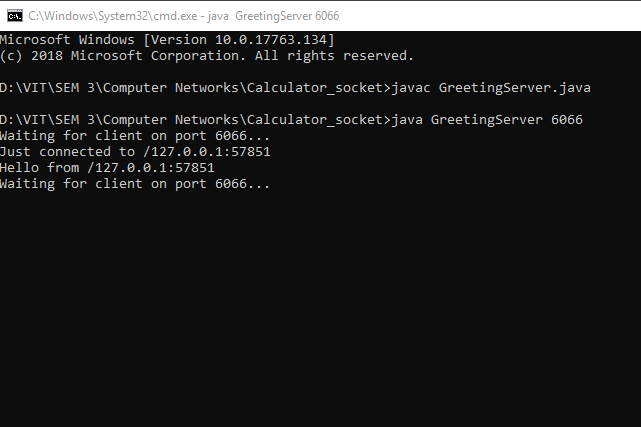 C:\Windows\System32\cmd.exe - java  GreetingServer 6066
Microsoft Windows [Version 10.0.17763.134]
(c) 2018 Microsoft Corporation. All rights reserved.
D:\VIT\SEM 3\Computer Networks\Calculator_socket>javac GreetingServer.java
D:\VIT\SEM 3\Computer Networks\Calculator_socket>java GreetingServer 6066
Waiting for client on port 6066...
Just connected to /127.0.0.1:57851
Hello from /127.0.0.1:57851
Waiting for client on port 6066...